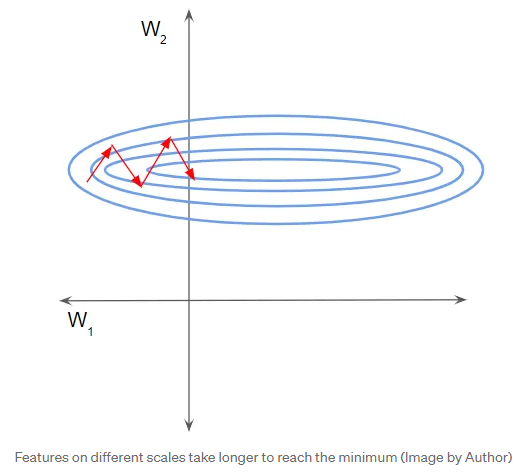 W2
W1
Features on different scales take longer to reach the minimum (Image by Author)